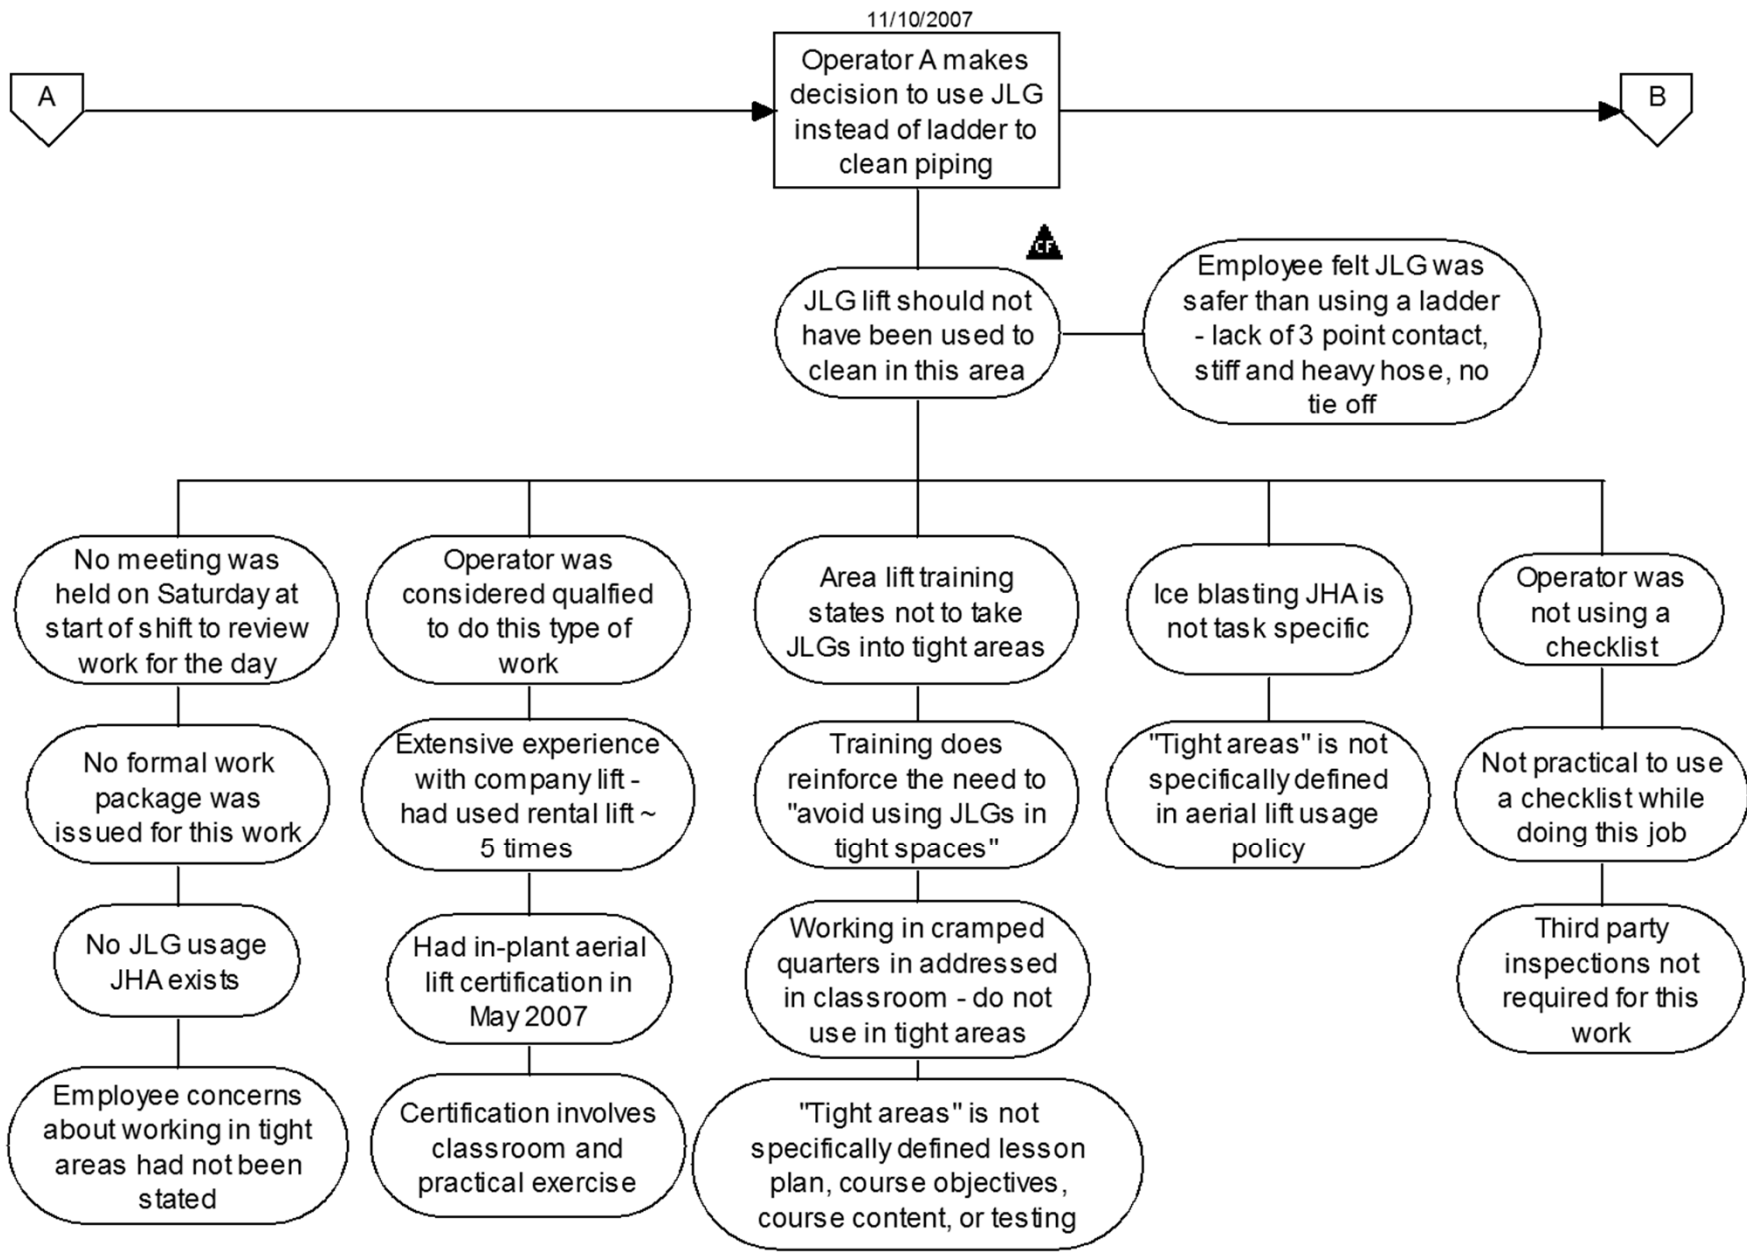 11/10/2007
A
Operator A makes
decision to use JLG
instead of ladder to
clean piping
B
CF
JLG lift should not
have been used to
clean in this area
Employee felt JLG was
safer than using a ladder
- lack of 3 point contact,
stiff and heavy hose, no
tie off
No meeting was
held on Saturday at
start of shift to review
work for the day
No formal work
package was
issued for this work
No JLG usage
JHA exists
Employee concerns
about working in tight
areas had not been
stated
Operator was
considered qualfied
to do this type of
work
Extensive experience
with company lift -
had used rental lift ~
5 times
Had in-plant aerial
lift certification in
May 2007
Certification involves
classroom and
practical exercise
Area lift training
states not to take
JLGs into tight areas
Training does
reinforce the need to
"avoid using JLGs in
tight spaces"
Working in cramped
quarters in addressed
in classroom - do not
use in tight areas
"Tight areas" is not
specifically defined lesson
plan, course objectives,
course content, or testing
Ice blasting JHA is
not task specific
"Tight areas" is not
specifically defined
in aerial lift usage
policy
Operator was
not using a
checklist
Not practical to use
a checklist while
doing this job
Third party
inspections not
required for this
work